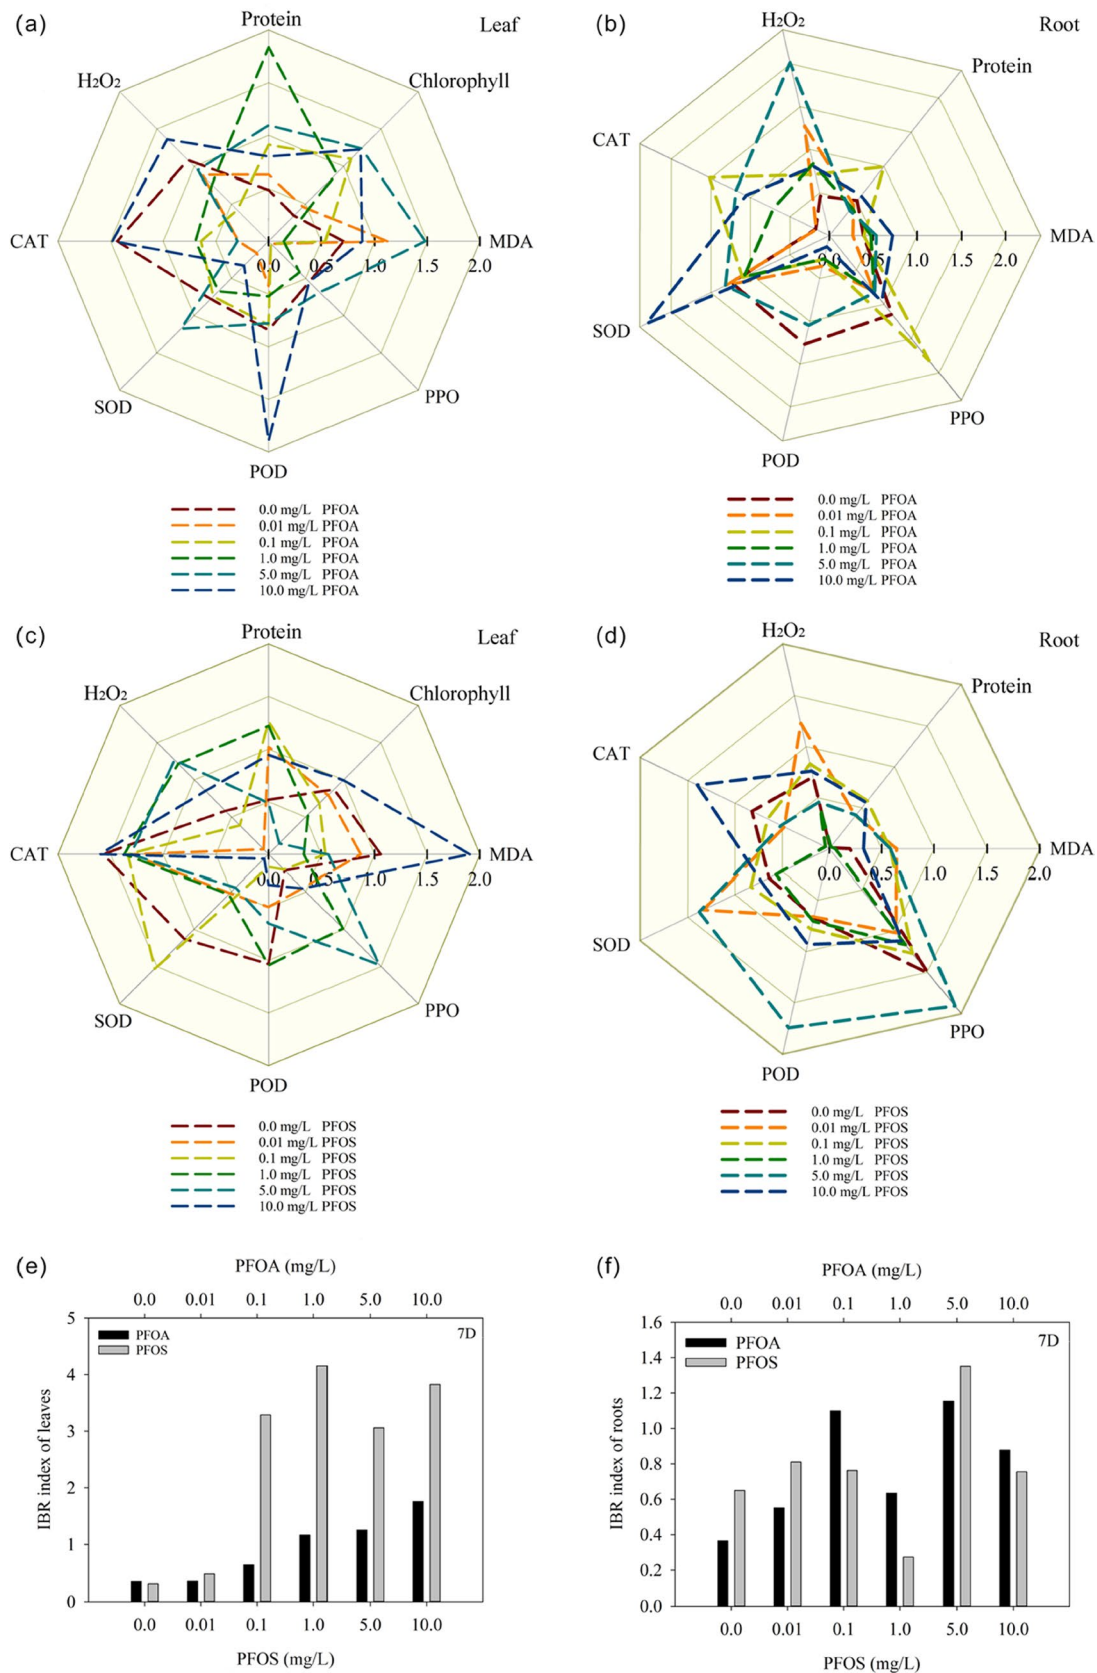 (a)
Leaf
Protein
Chlorophyll
H₂O₂
CAT
MDA
0.0 0.5 1.0 1.5 2.0
SOD
PPO
POD
0.0 mg/L PFOA
0.01 mg/L PFOA
0.1 mg/L PFOA
1.0 mg/L PFOA
5.0 mg/L PFOA
10.0 mg/L PFOA
(b)
Root
H₂O₂
Protein
CAT
MDA
0.0 0.5 1.0 1.5 2.0
SOD
PPO
POD
0.0 mg/L PFOA
0.01 mg/L PFOA
0.1 mg/L PFOA
1.0 mg/L PFOA
5.0 mg/L PFOA
10.0 mg/L PFOA
(c)
Leaf
Protein
Chlorophyll
H₂O₂
CAT
MDA
0.0 0.5 1.0 1.5 2.0
SOD
PPO
POD
0.0 mg/L PFOS
0.01 mg/L PFOS
0.1 mg/L PFOS
1.0 mg/L PFOS
5.0 mg/L PFOS
10.0 mg/L PFOS
(d)
Root
H₂O₂
Protein
CAT
MDA
0.0 0.5 1.0 1.5 2.0
SOD
PPO
POD
0.0 mg/L PFOS
0.01 mg/L PFOS
0.1 mg/L PFOS
1.0 mg/L PFOS
5.0 mg/L PFOS
10.0 mg/L PFOS
(e)
PFOA (mg/L)
0.0 0.01 0.1 1.0 5.0 10.0
7D
PFOA
PFOS
IBR index of leaves
5
4
3
2
1
0
0.0 0.01 0.1 1.0 5.0 10.0
PFOS (mg/L)
(f)
PFOA (mg/L)
0.0 0.01 0.1 1.0 5.0 10.0
7D
PFOA
PFOS
IBR index of roots
1.6
1.4
1.2
1.0
0.8
0.6
0.4
0.2
0.0
0.0 0.01 0.1 1.0 5.0 10.0
PFOS (mg/L)